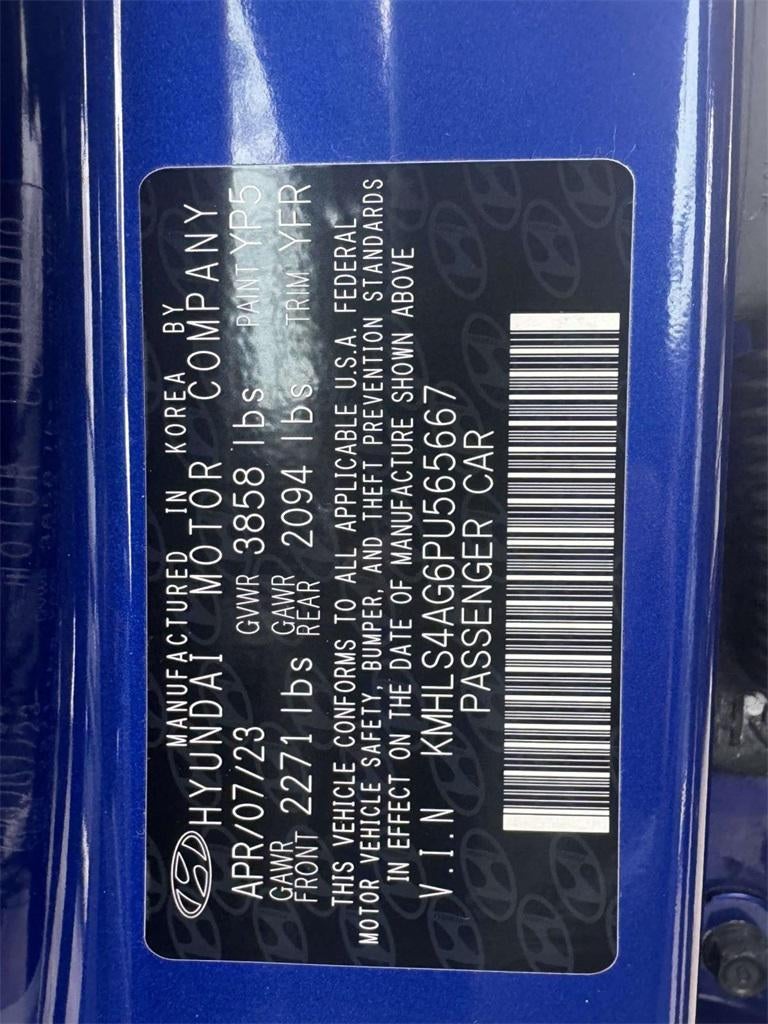 MANUFACTURED IN KOREA BY
HYUNDAI MOTOR COMPANY
APR/07/23 GVWR 3858 lbs PAINT YP5
GAWR FRONT 2271 lbs GAWR REAR 2094 lbs. TRIM YFR
THIS VEHICLE CONFORMS TO ALL APPLICABLE U.S.A. FEDERAL
MOTOR VEHICLE SAFETY, BUMPER, AND THEFT PREVENTION STANDARDS
IN EFFECT ON THE DATE OF MANUFACTURE SHOWN ABOVE
V.I.N KMHLS4AG6PU565667
PASSENGER CAR